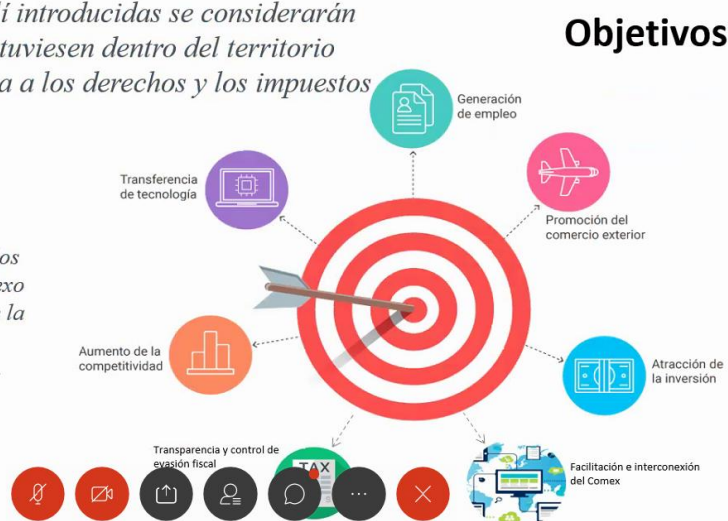 í introducidas se considerarán
tuviesen dentro del territorio
a a los derechos y los impuestos
Objetivos
Generación
de empleo
Transferencia
de tecnología
Promoción del
comercio exterior
os
exo
la
Aumento de la
competitividad
Atracción de
la inversión
Transparencia y control de
evasión fiscal
TAX
Facilitación e interconexión
del Comex